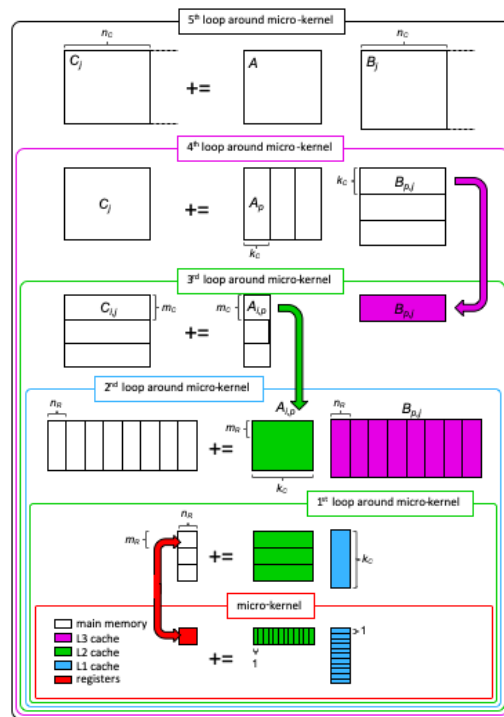 5th loop around micro-kernel
nC nC
Cj += A Bj
4th loop around micro-kernel
Cj += Ap kC Bp,j
kC
3rd loop around micro-kernel
Ci,j mC += mC Ai,p Bp,j
2nd loop around micro-kernel
nR Ai,p nR Bp,j
+= mR
kC
1st loop around micro-kernel
nR
mR += kC
micro-kernel
main memory
L3 cache
L2 cache
L1 cache
registers
+= 1 1